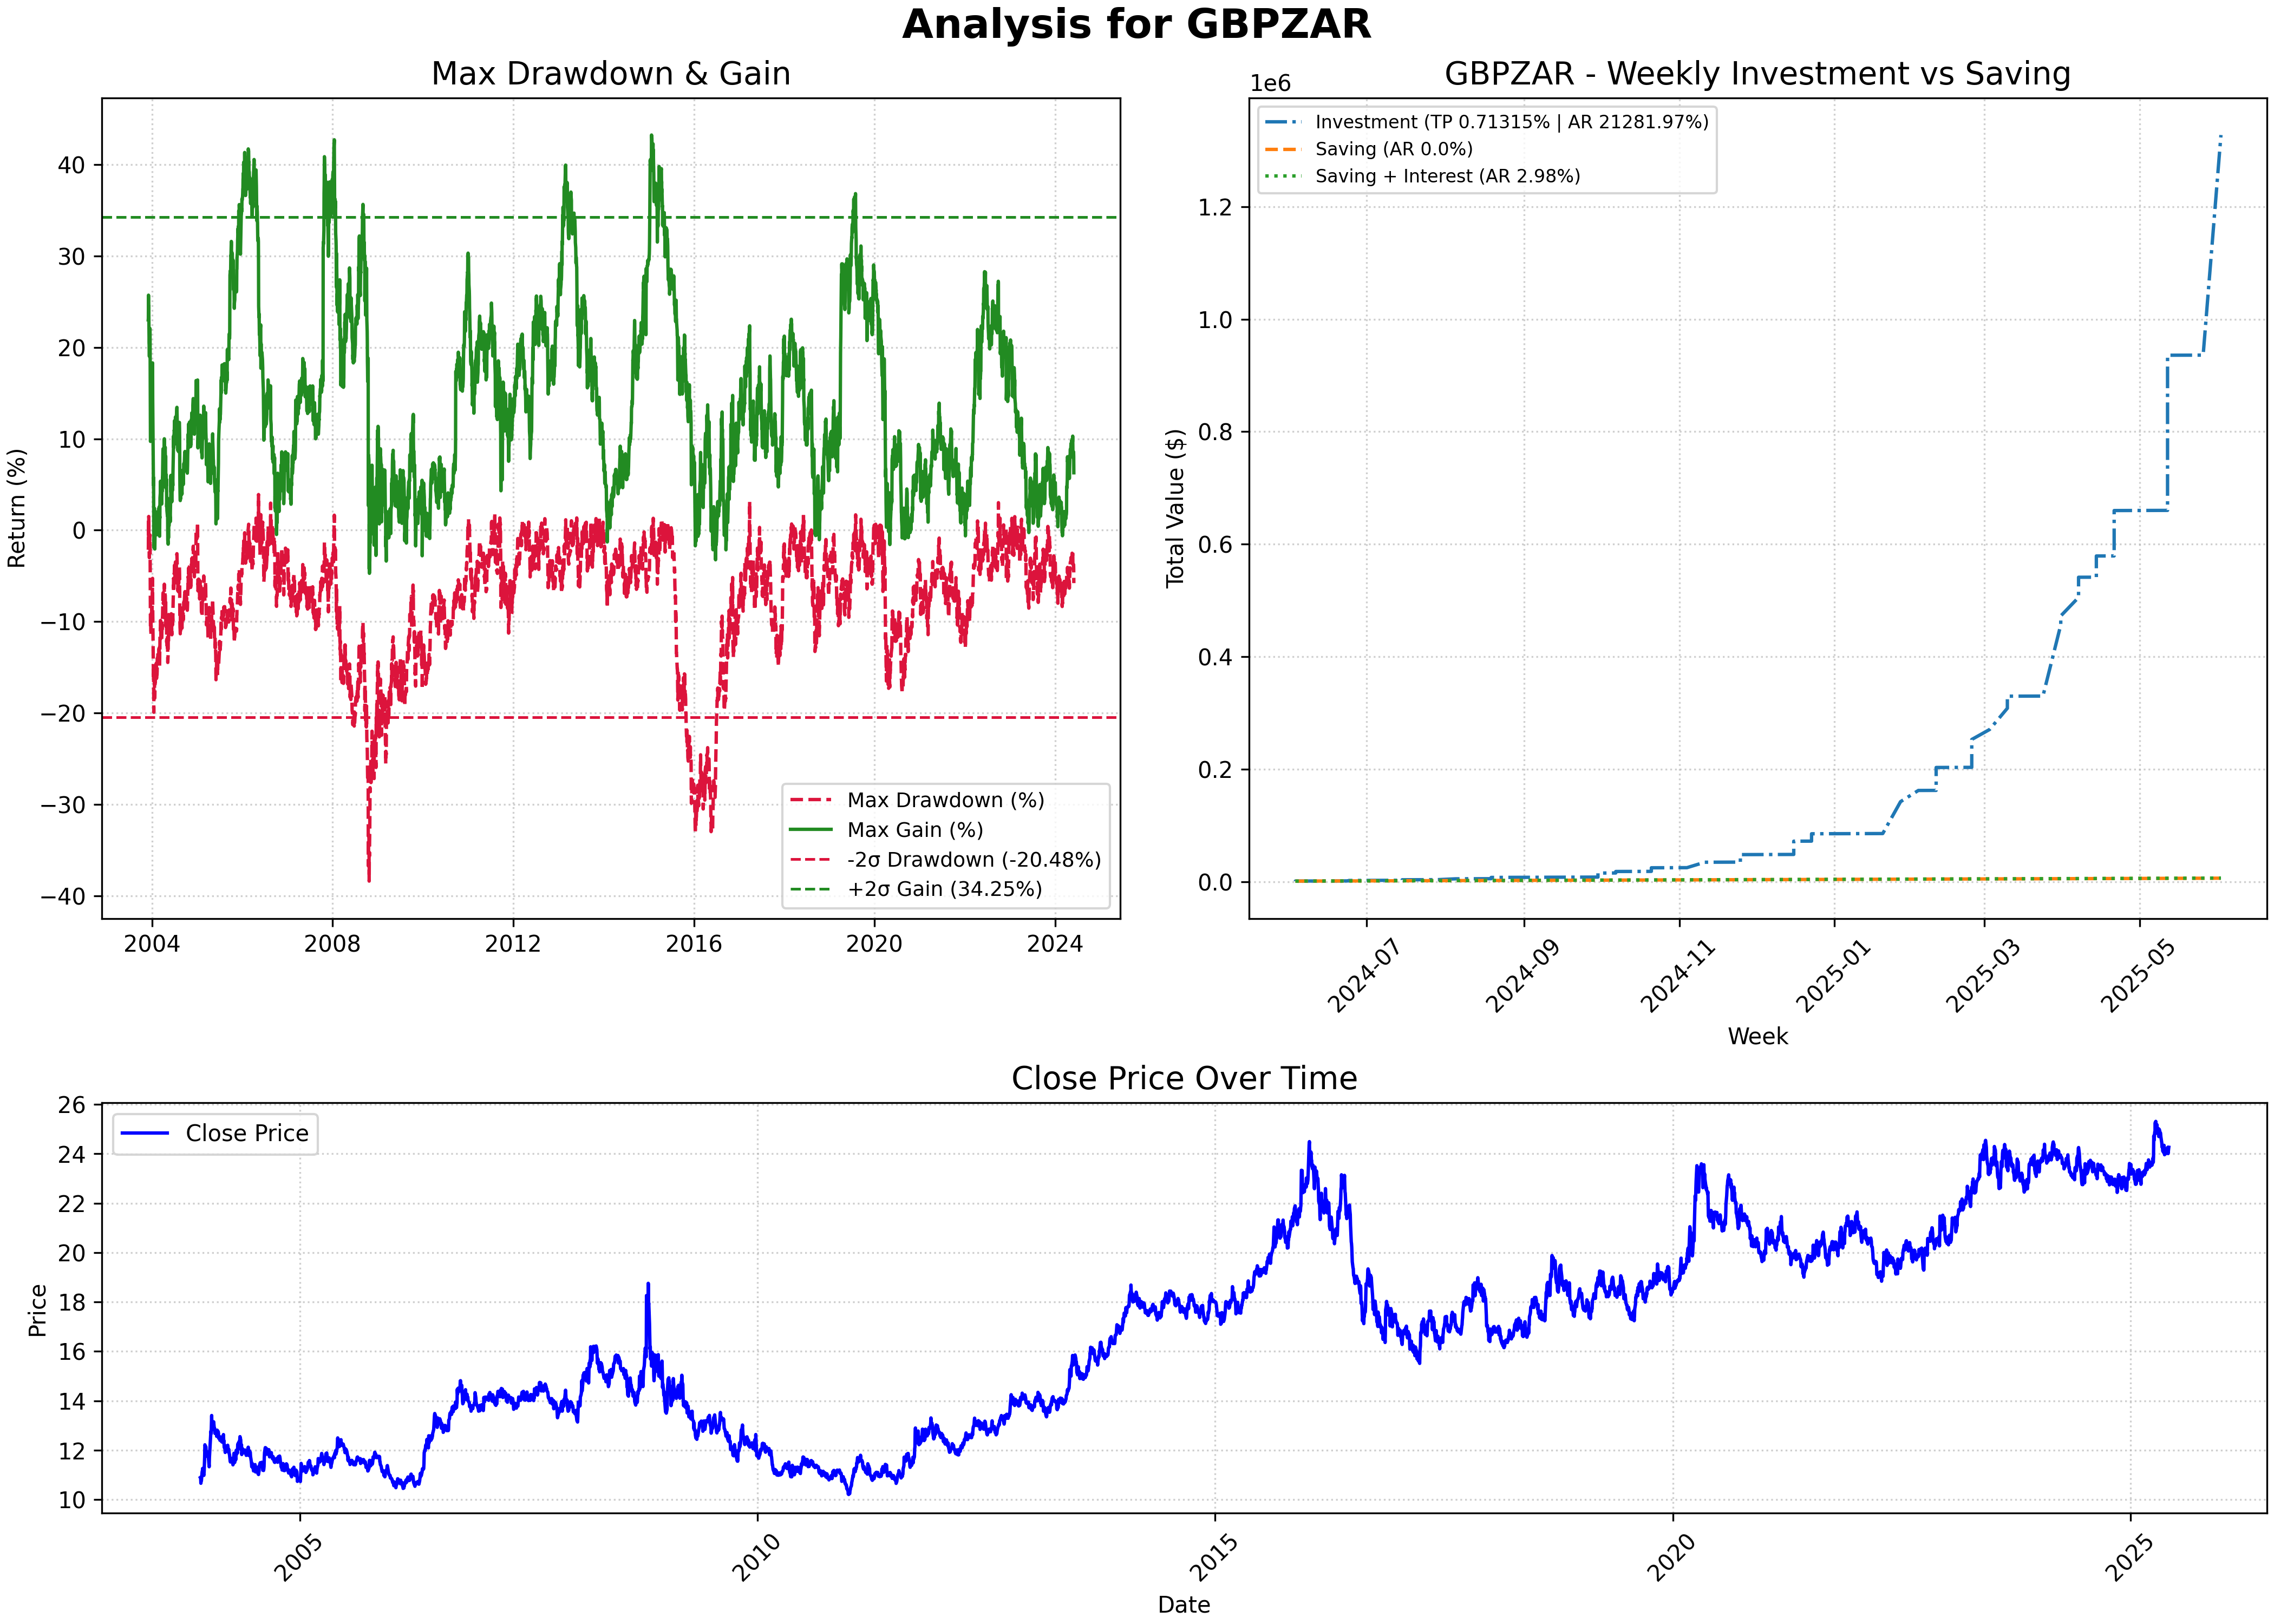 Analysis for GBPZAR
Max Drawdown & Gain
Return (%)
40
30
20
10
0
−10
−20
−30
−40
2004
2008
2012
2016
2020
2024
Max Drawdown (%)
Max Gain (%)
-2σ Drawdown (-20.48%)
+2σ Gain (34.25%)
GBPZAR - Weekly Investment vs Saving
1e6
Total Value ($)
1.2
1.0
0.8
0.6
0.4
0.2
0.0
Investment (TP 0.71315% | AR 21281.97%)
Saving (AR 0.0%)
Saving + Interest (AR 2.98%)
2024-07
2024-09
2024-11
2025-01
2025-03
2025-05
Week
Close Price Over Time
Price
26
24
22
20
18
16
14
12
10
Close Price
2005
2010
2015
2020
2025
Date